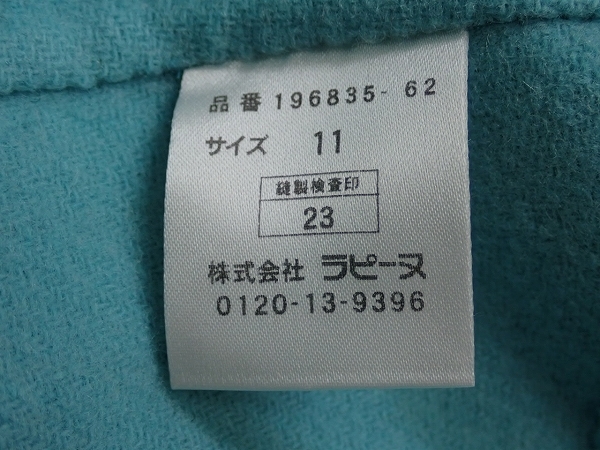 品番 196835-62
サイズ 11
縫製検査印
23
株式会社 ラピーヌ
0120-13-9396